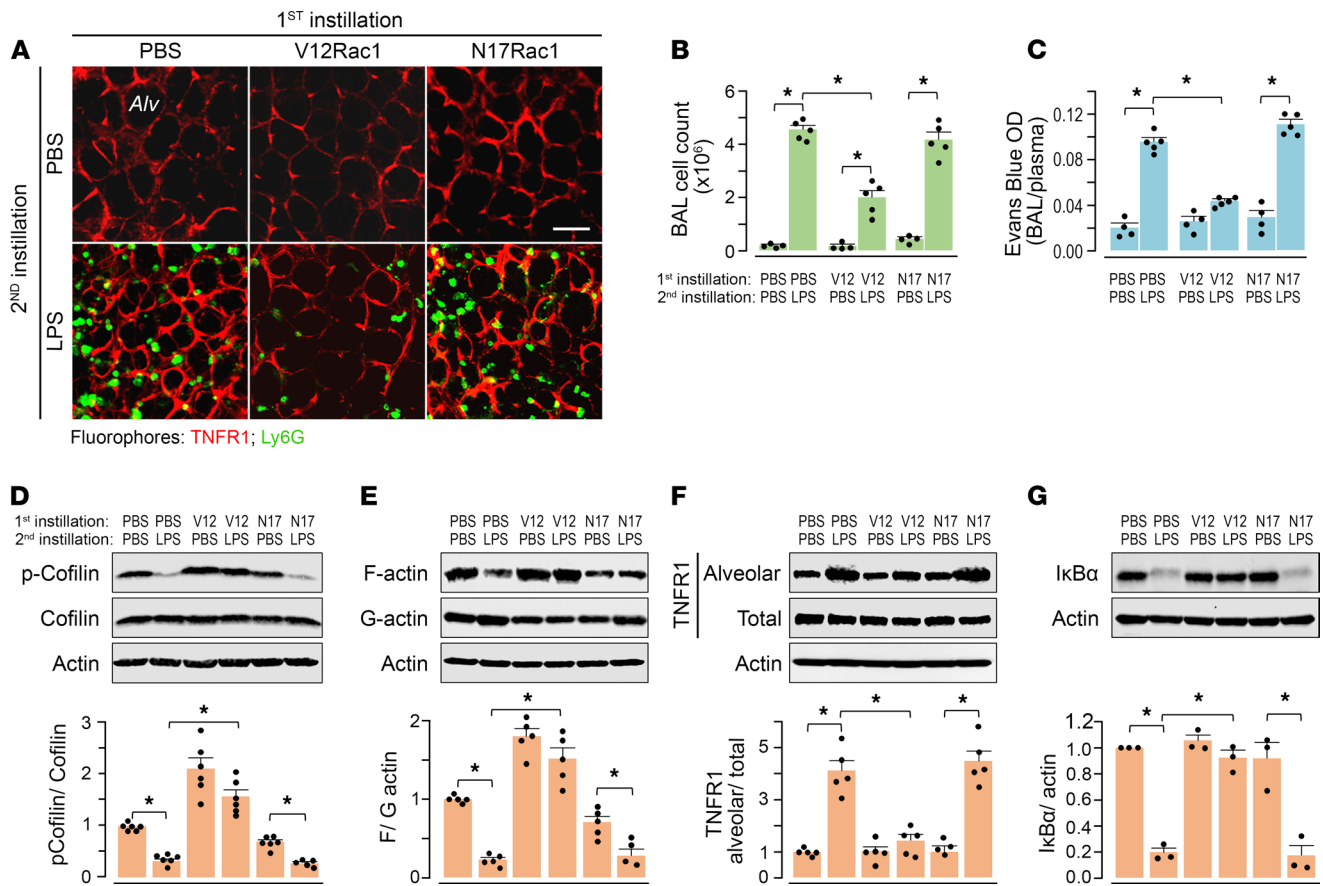 1ST instillation
A
PBS
V12Rac1
N17Rac1
2ND instillation
PBS
LPS
Alv
Fluorophores: TNFR1; Ly6G
B
BAL cell count
(x10⁶)
6
4
2
0
*
*
*
*
1st instillation: PBS PBS V12 V12 N17 N17
2nd instillation: PBS LPS PBS LPS PBS LPS
C
Evans Blue OD
(BAL/plasma)
0.12
0.08
0.04
0.00
*
*
*
PBS PBS V12 V12 N17 N17
PBS LPS PBS LPS PBS LPS
D
1st instillation: PBS PBS V12 V12 N17 N17
2nd instillation: PBS LPS PBS LPS PBS LPS
p-Cofilin
Cofilin
Actin
pCofilin/ Cofilin
3
2
1
0
*
*
*
E
PBS PBS V12 V12 N17 N17
PBS LPS PBS LPS PBS LPS
F-actin
G-actin
Actin
F/ G actin
2
1
0
*
*
*
F
PBS PBS V12 V12 N17 N17
PBS LPS PBS LPS PBS LPS
TNFR1
Alveolar
Total
Actin
TNFR1
alveolar/ total
5
4
2
1
0
*
*
*
G
PBS PBS V12 V12 N17 N17
PBS LPS PBS LPS PBS LPS
IκBα
Actin
IκBα/ actin
1.2
1.0
0.8
0.6
0.4
0.2
0.0
*
*
*